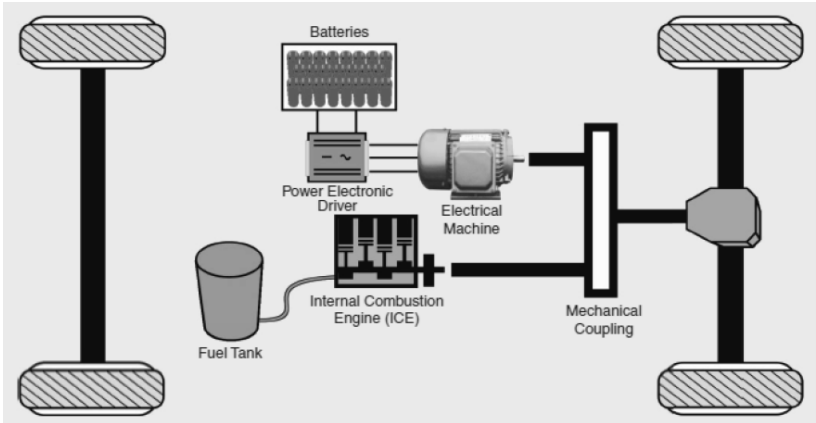 Batteries
Power Electronic
Driver
Electrical
Machine
Internal Combustion
Engine (ICE)
Fuel Tank
Mechanical
Coupling